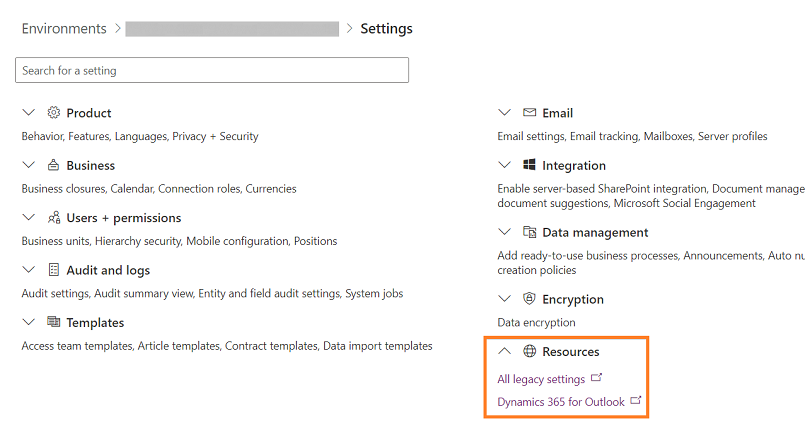 Environments > > Settings
Search for a setting
Product
Behavior, Features, Languages, Privacy + Security
Business
Business closures, Calendar, Connection roles, Currencies
Users + permissions
Business units, Hierarchy security, Mobile configuration, Positions
Audit and logs
Audit settings, Audit summary view, Entity and field audit settings, System jobs
Templates
Access team templates, Article templates, Contract templates, Data import templates
Email
Email settings, Email tracking, Mailboxes, Server profiles
Integration
Enable server-based SharePoint integration, Document manage
document suggestions, Microsoft Social Engagement
Data management
Add ready-to-use business processes, Announcements, Auto nu
creation policies
Encryption
Data encryption
Resources
All legacy settings
Dynamics 365 for Outlook